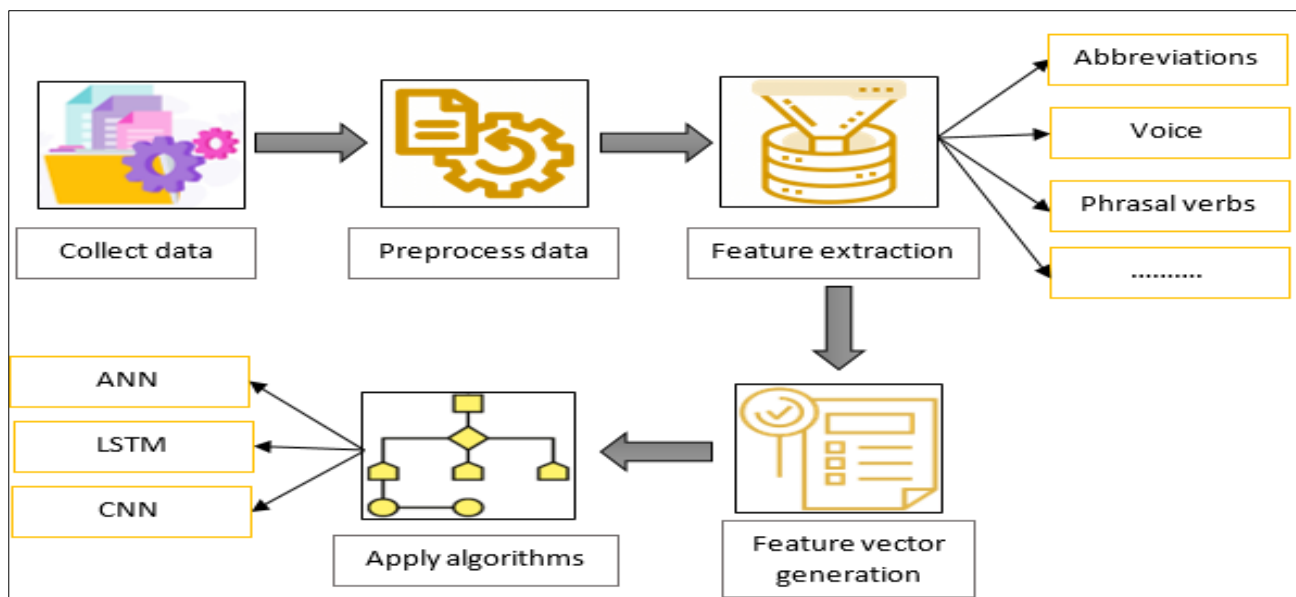 Abbreviations
Voice
Phrasal verbs
..........
Collect data
Preprocess data
Feature extraction
ANN
LSTM
CNN
Apply algorithms
Feature vector
generation